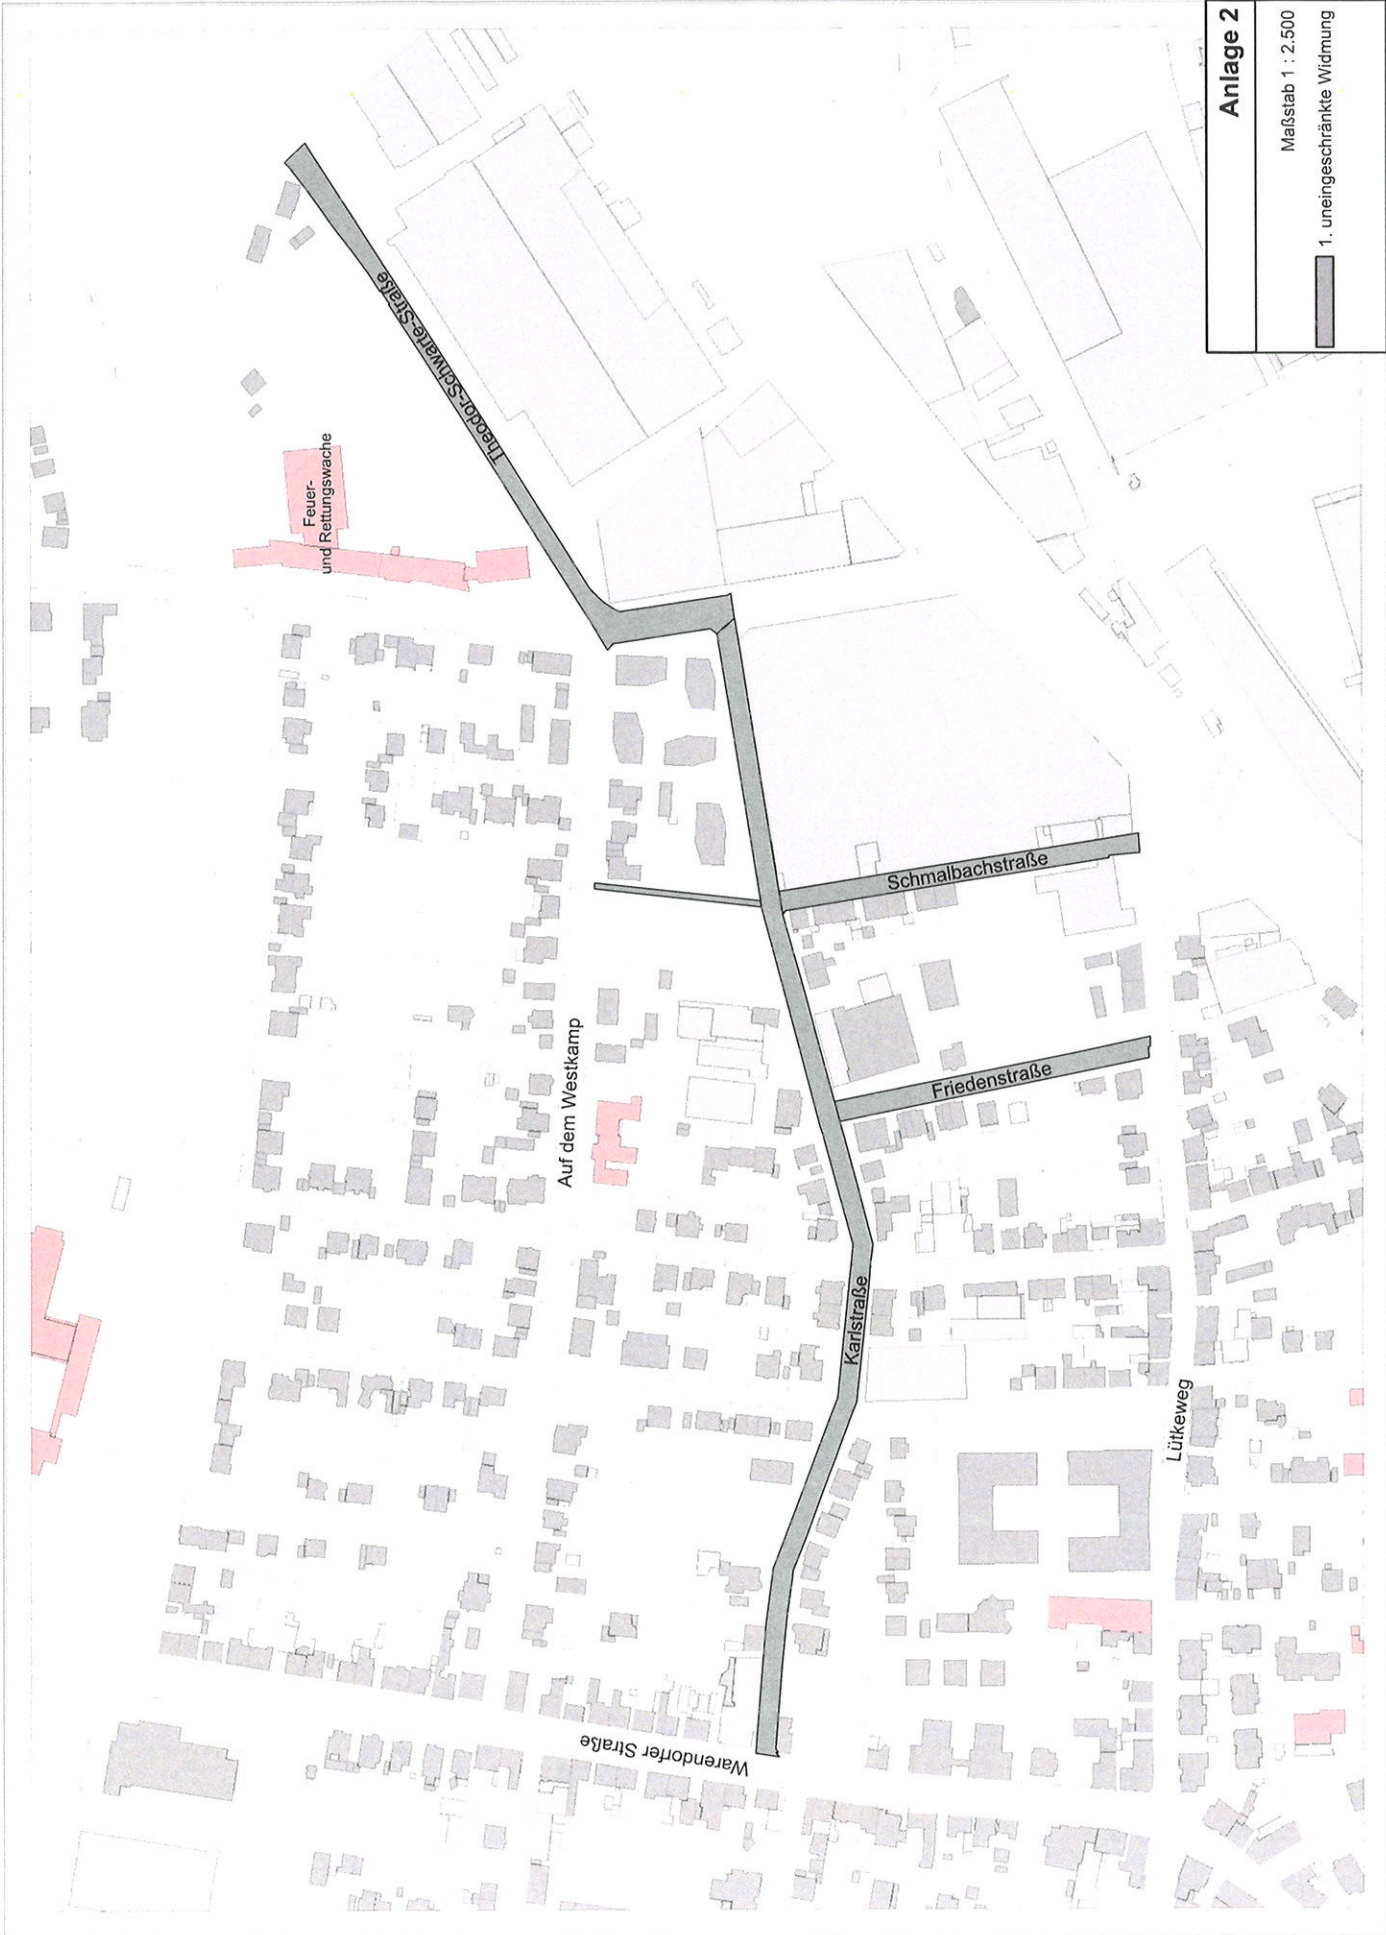 Anlage 2
Maßstab 1 : 2.500
1. uneingeschränkte Widmung
Theodor-Schwarte-Straße
Feuer-
und Rettungswache
Schmalbachstraße
Auf dem Westkamp
Friedenstraße
Karlstraße
Lütkeweg
Warendorfer Straße